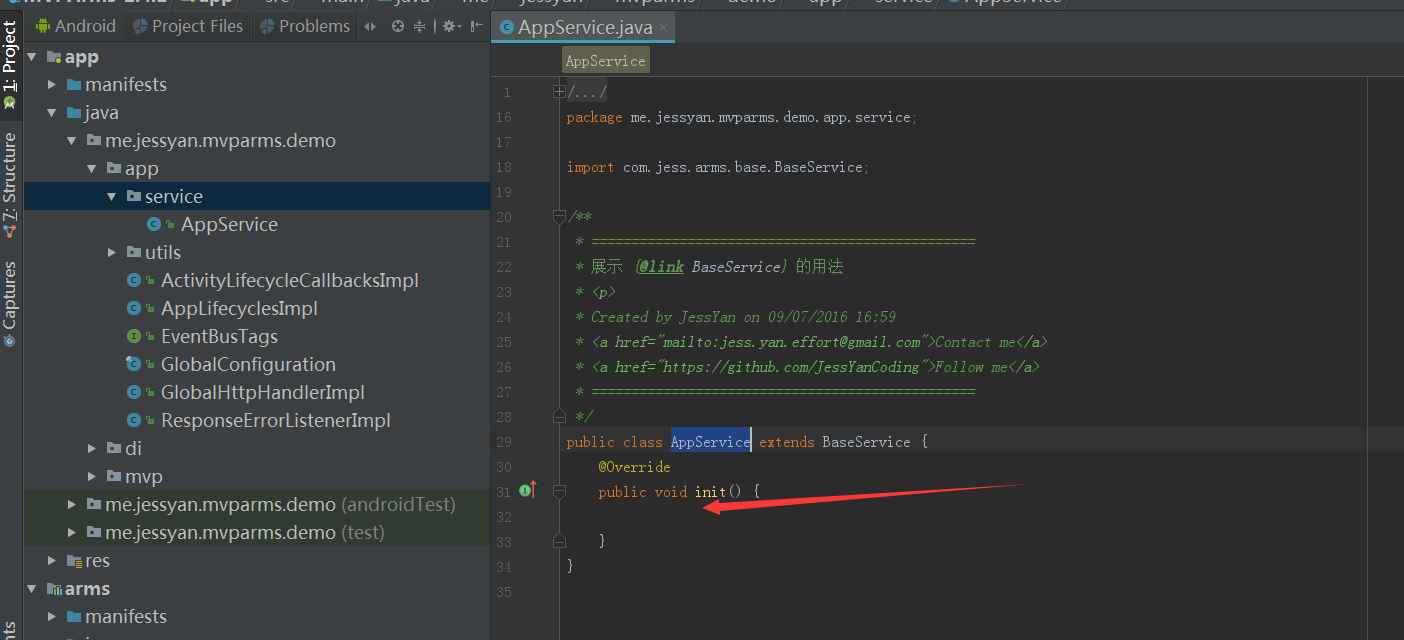 Android
Project Files
Problems
1: Project
7: Structure
Captures
app
manifests
java
me.jessyan.mvparms.demo
app
service
AppService
utils
ActivityLifecycleCallbacksImpl
AppLifecyclesImpl
EventBusTags
GlobalConfiguration
GlobalHttpHandlerImpl
ResponseErrorListenerImpl
di
mvp
me.jessyan.mvparms.demo (androidTest)
me.jessyan.mvparms.demo (test)
res
arms
manifests
AppService.java
AppService
1 /.../
16 package me.jessyan.mvparms.demo.app.service;
17
18 import com.jess.arms.base.BaseService;
19
20 /**
21 * ================================================
22 * 展示 {@link BaseService} 的用法
23 * <p>
24 * Created by JessYan on 09/07/2016 16:59
25 * <a href="mailto:jess.yan.effort@gmail.com">Contact me</a>
26 * <a href="https://github.com/JessYanCoding">Follow me</a>
27 * ================================================
28 */
29 public class AppService extends BaseService {
30 @Override
31 public void init() {
32
33 }
34 }
35